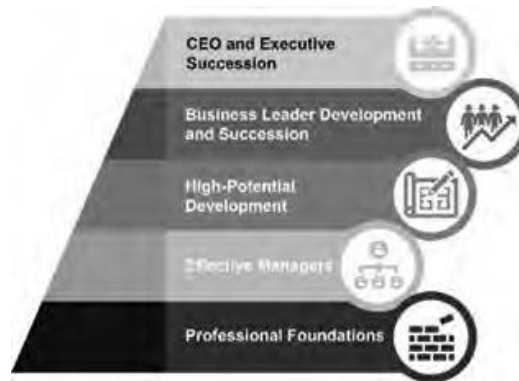 CEO and Executive
Succession
Business Leader Development
and Succession
High-Potential
Development
Effective Managers
Professional Foundations